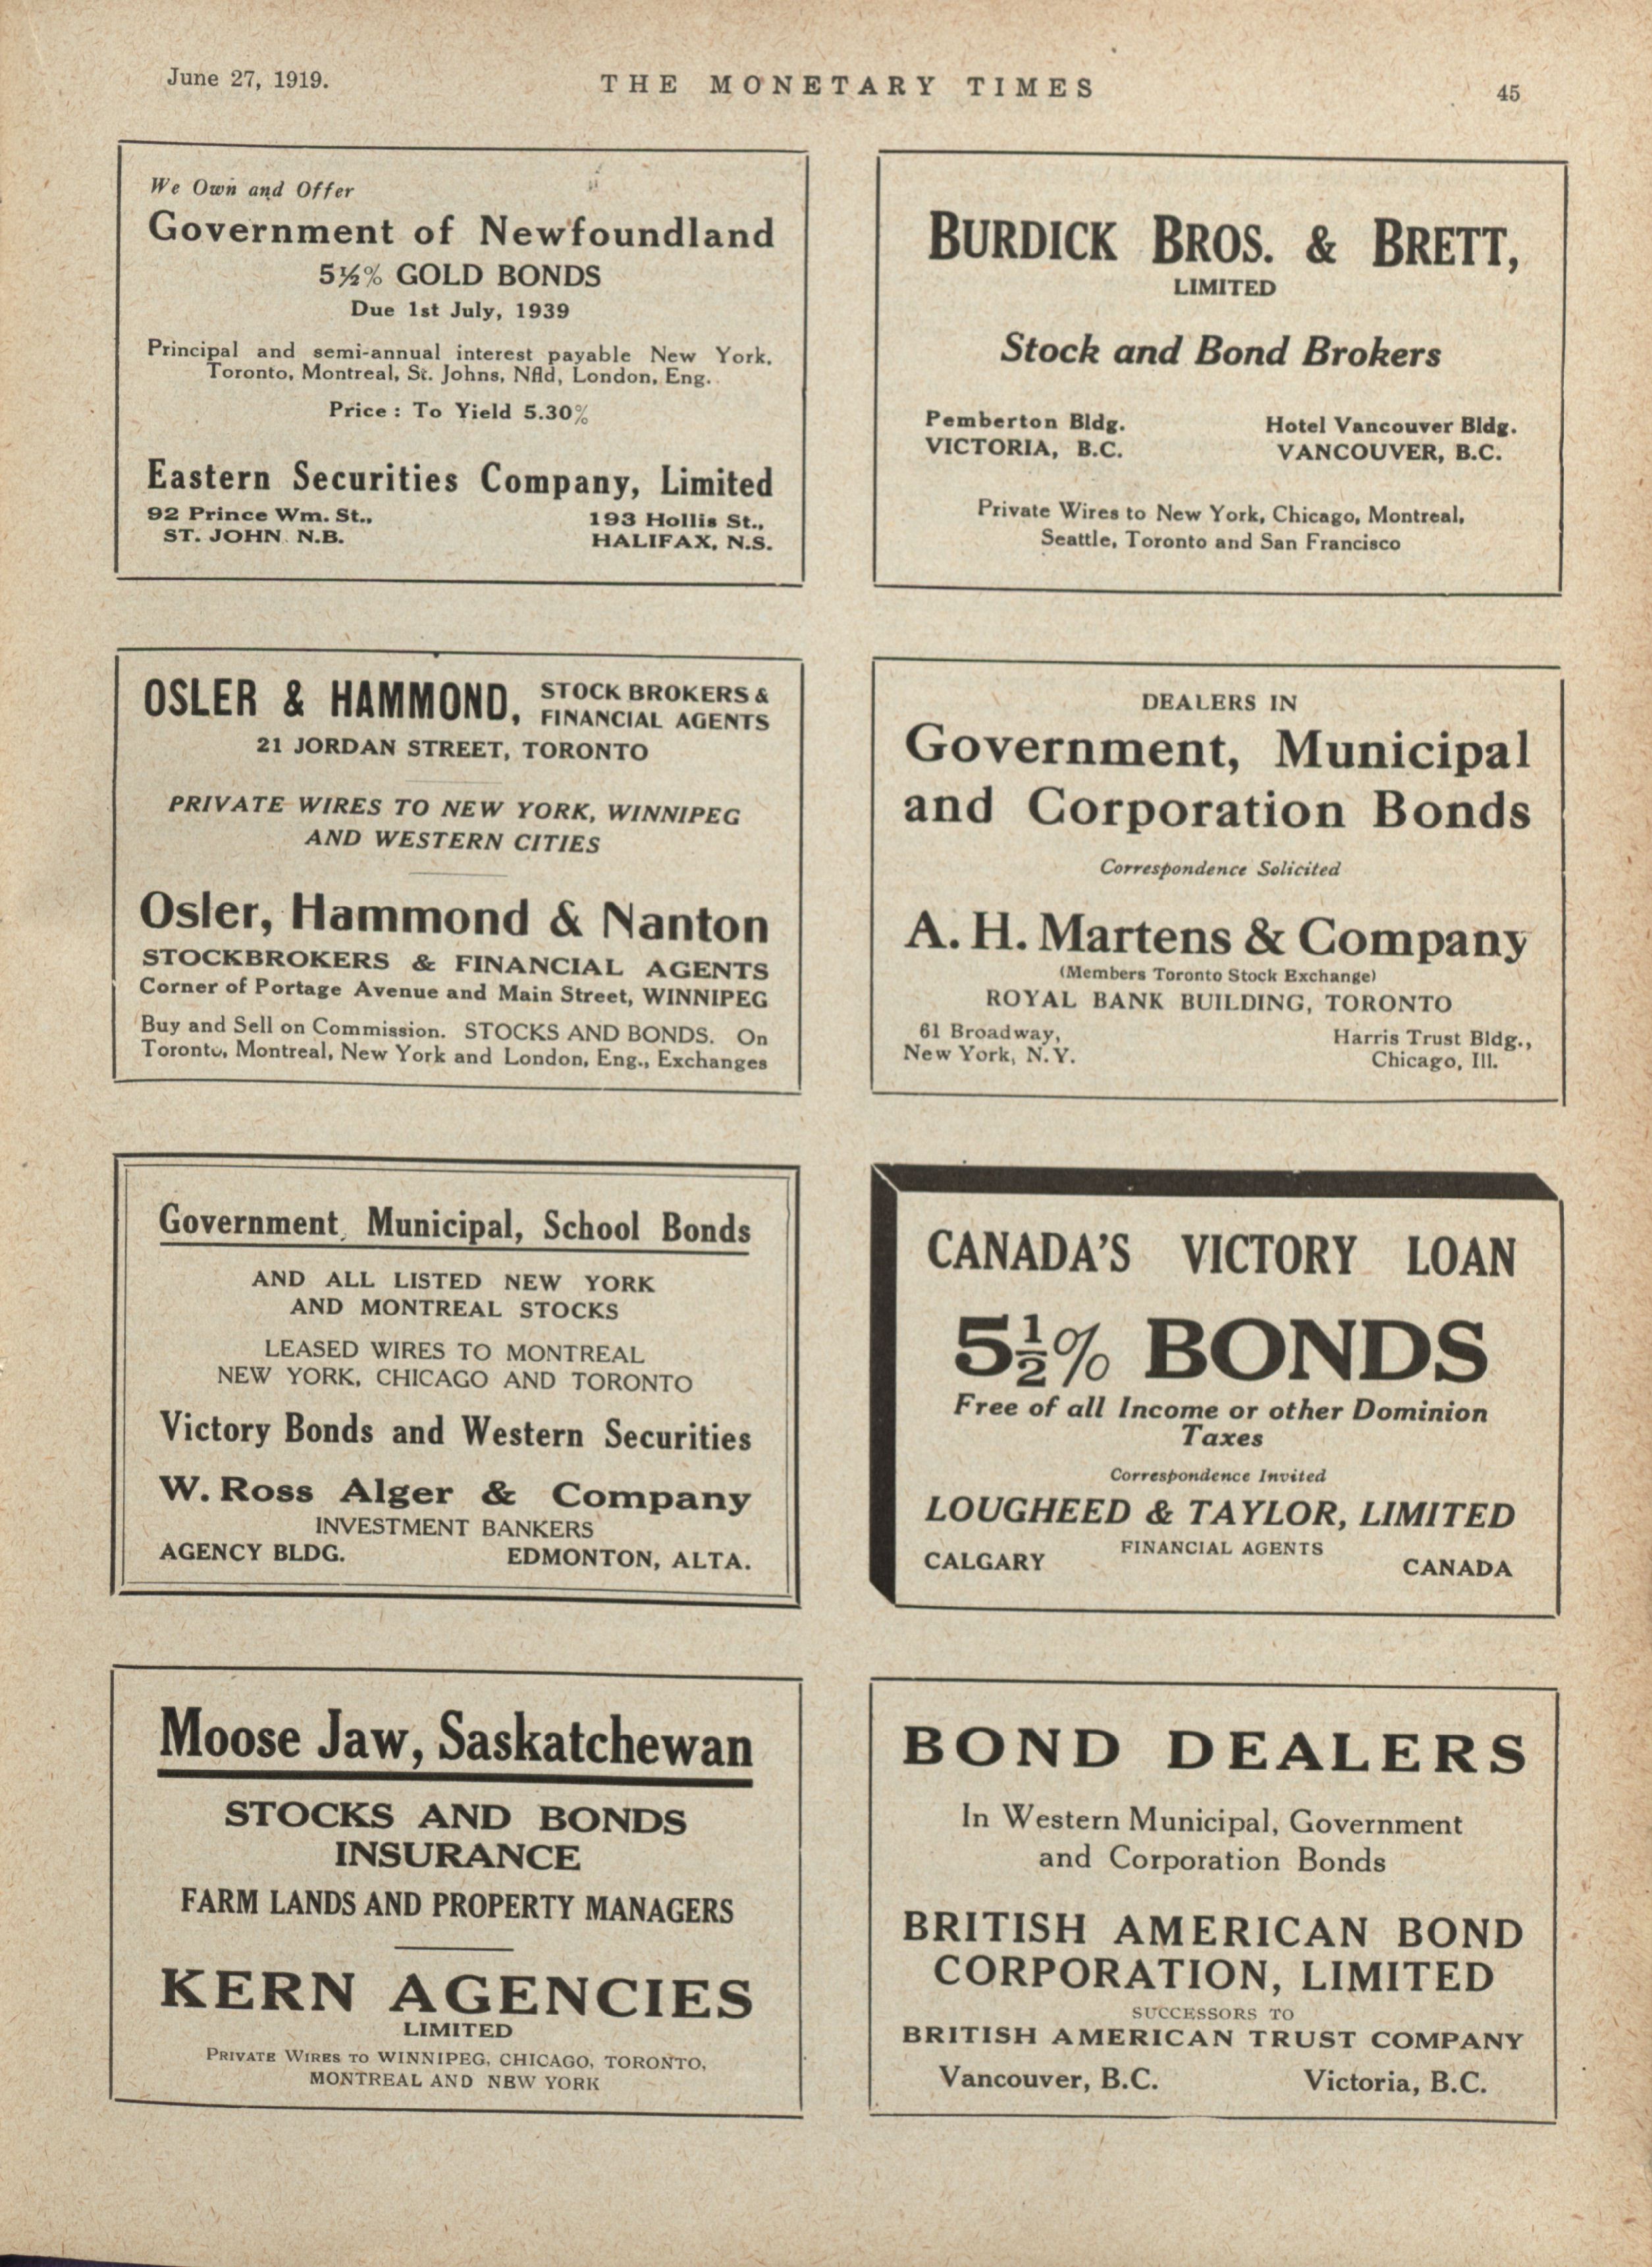 June 27, 1919.
THE MONETARY TIMES
45
We Own and Offer
Government of Newfoundland
5½% GOLD BONDS
Due 1st July, 1939
Principal and semi-annual interest payable New York.
Toronto, Montreal, St. Johns, Nfld, London, Eng.
Price: To Yield 5.30%
Eastern Securities Company, Limited
92 Prince Wm. St.,
ST. JOHN. N.B.
193 Hollis St.,
HALIFAX, N.S.
BURDICK BROS. & BRETT,
LIMITED
Stock and Bond Brokers
Pemberton Bldg.
VICTORIA, B.C.
Hotel Vancouver Bldg.
VANCOUVER, B.C.
Private Wires to New York, Chicago, Montreal,
Seattle, Toronto and San Francisco
OSLER & HAMMOND,
STOCK BROKERS &
FINANCIAL AGENTS
21 JORDAN STREET, TORONTO
PRIVATE WIRES TO NEW YORK, WINNIPEG
AND WESTERN CITIES
Osler, Hammond & Nanton
STOCKBROKERS & FINANCIAL AGENTS
Corner of Portage Avenue and Main Street, WINNIPEG
Buy and Sell on Commission. STOCKS AND BONDS. On
Toronto, Montreal, New York and London, Eng., Exchanges
DEALERS IN
Government, Municipal
and Corporation Bonds
Correspondence Solicited
A. H. Martens & Company
(Members Toronto Stock Exchange)
ROYAL BANK BUILDING, TORONTO
61 Broadway,
New York, N.Y.
Harris Trust Bldg.,
Chicago, Ill.
Government, Municipal, School Bonds
AND ALL LISTED NEW YORK
AND MONTREAL STOCKS
LEASED WIRES TO MONTREAL
NEW YORK, CHICAGO AND TORONTO
Victory Bonds and Western Securities
W. Ross Alger & Company
INVESTMENT BANKERS
AGENCY BLDG.
EDMONTON, ALTA.
CANADA'S VICTORY LOAN
5½% BONDS
Free of all Income or other Dominion
Taxes
Correspondence Invited
LOUGHEED & TAYLOR, LIMITED
FINANCIAL AGENTS
CALGARY
CANADA
Moose Jaw, Saskatchewan
STOCKS AND BONDS
INSURANCE
FARM LANDS AND PROPERTY MANAGERS
KERN AGENCIES
LIMITED
PRIVATE WIRES TO WINNIPEG, CHICAGO, TORONTO,
MONTREAL AND NEW YORK
BOND DEALERS
In Western Municipal, Government
and Corporation Bonds
BRITISH AMERICAN BOND
CORPORATION, LIMITED
SUCCESSORS TO
BRITISH AMERICAN TRUST COMPANY
Vancouver, B.C.
Victoria, B.C.